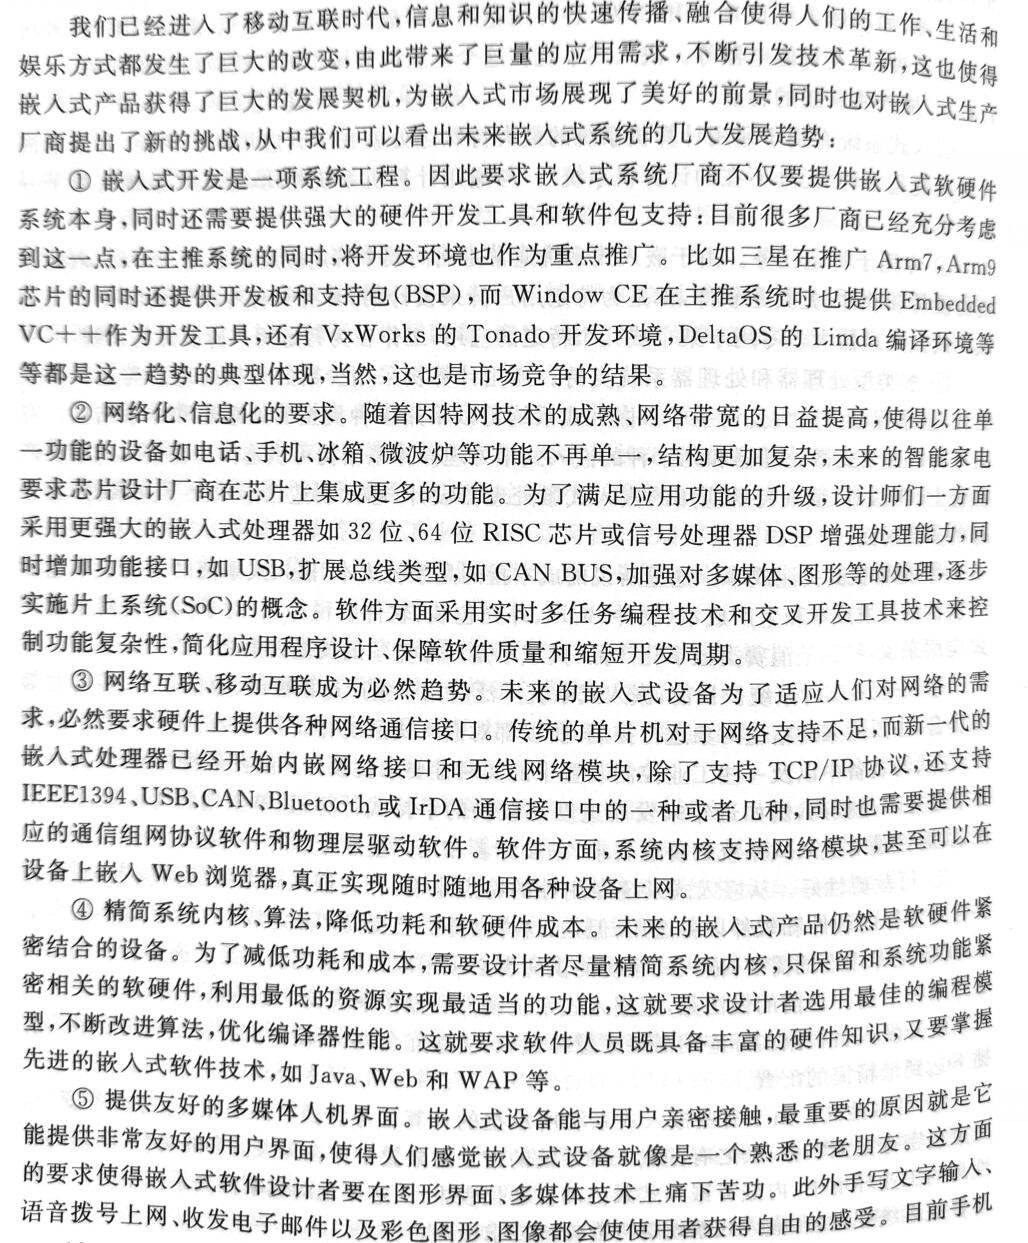 我们已经进入了移动互联时代,信息和知识的快速传播、融合使得人们的工作、生活和
娱乐方式都发生了巨大的改变,由此带来了巨量的应用需求,不断引发技术革新,这也使得
嵌入式产品获得了巨大的发展契机,为嵌入式市场展现了美好的前景,同时也对嵌入式生产
厂商提出了新的挑战,从中我们可以看出未来嵌入式系统的几大发展趋势:
① 嵌入式开发是一项系统工程。因此要求嵌入式系统厂商不仅要提供嵌入式软硬件
系统本身,同时还需要提供强大的硬件开发工具和软件包支持;目前很多厂商已经充分考虑
到这一点,在主推系统的同时,将开发环境也作为重点推广。比如三星在推广 Arm7,Arm9
芯片的同时还提供开发板和支持包(BSP),而 Window CE 在主推系统时也提供 Embedded
VC++作为开发工具,还有 VxWorks 的 Tonado 开发环境,DeltaOS 的 Limda 编译环境等
等都是这一趋势的典型体现,当然,这也是市场竞争的结果。
② 网络化、信息化的要求。随着因特网技术的成熟、网络带宽的日益提高,使得以往单
一功能的设备如电话、手机、冰箱、微波炉等功能不再单一,结构更加复杂,未来的智能家电
要求芯片设计厂商在芯片上集成更多的功能。为了满足应用功能的升级,设计师们一方面
采用更强大的嵌入式处理器如 32 位、64 位 RISC 芯片或信号处理器 DSP 增强处理能力,同
时增加功能接口,如 USB,扩展总线类型,如 CAN BUS,加强对多媒体、图形等的处理,逐步
实施片上系统(SoC)的概念。软件方面采用实时多任务编程技术和交叉开发工具技术来控
制功能复杂性,简化应用程序设计、保障软件质量和缩短开发周期。
③ 网络互联、移动互联成为必然趋势。未来的嵌入式设备为了适应人们对网络的需
求,必然要求硬件上提供各种网络通信接口。传统的单片机对于网络支持不足,而新一代的
嵌入式处理器已经开始内嵌网络接口和无线网络模块,除了支持 TCP/IP 协议,还支持
IEEE1394、USB、CAN、Bluetooth 或 IrDA 通信接口中的一种或者几种,同时也需要提供相
应的通信组网协议软件和物理层驱动软件。软件方面,系统内核支持网络模块,甚至可以在
设备上嵌入 Web 浏览器,真正实现随时随地用各种设备上网。
④ 精简系统内核、算法,降低功耗和软硬件成本。未来的嵌入式产品仍然是软硬件紧
密结合的设备。为了减低功耗和成本,需要设计者尽量精简系统内核,只保留和系统功能紧
密相关的软硬件,利用最低的资源实现最适当的功能,这就要求设计者选用最佳的编程模
型,不断改进算法,优化编译器性能。这就要求软件人员既具备丰富的硬件知识,又要掌握
先进的嵌入式软件技术,如 Java、Web 和 WAP 等。
⑤ 提供友好的多媒体人机界面。嵌入式设备能与用户亲密接触,最重要的原因就是它
能提供非常友好的用户界面,使得人们感觉嵌入式设备就像是一个熟悉的老朋友。这方面
的要求使得嵌入式软件设计者要在图形界面、多媒体技术上痛下苦功。此外手写文字输入、
语音拨号上网、收发电子邮件以及彩色图形、图像都会使使用者获得自由的感受。目前手机